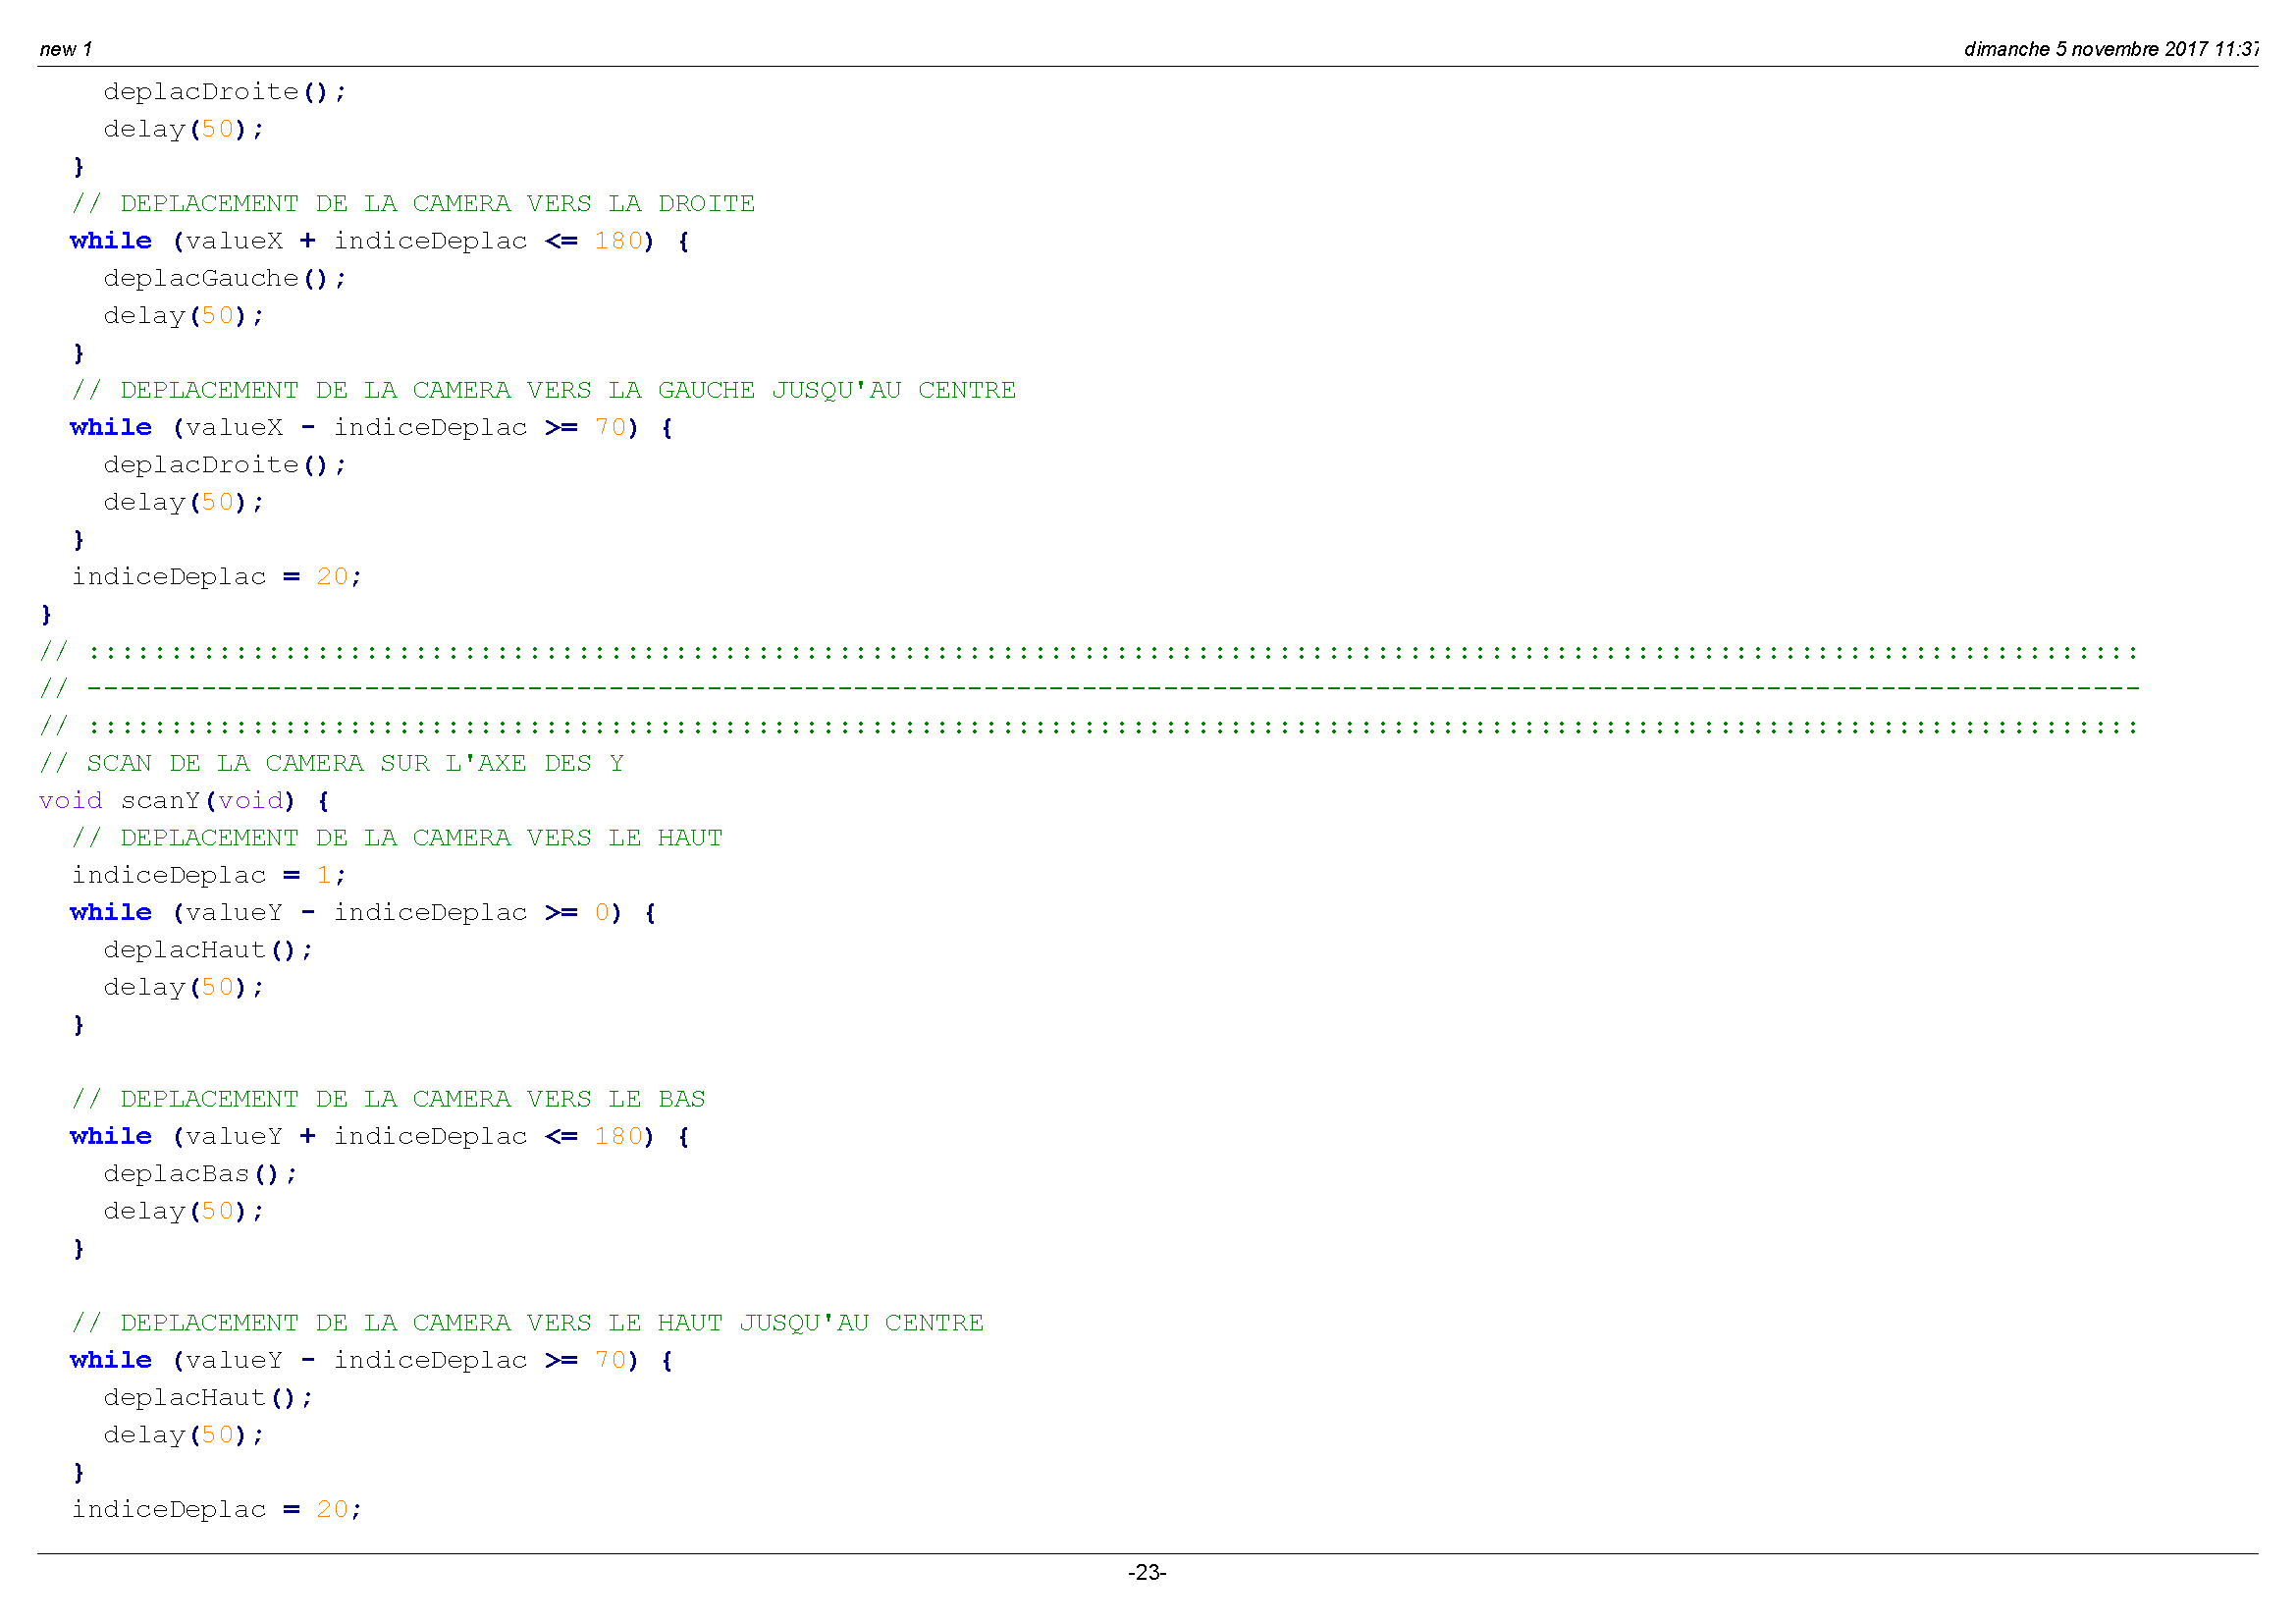 new 1
dimanche 5 novembre 2017 11:37
deplacDroite();
delay(50);
}
// DEPLACEMENT DE LA CAMERA VERS LA DROITE
while (valueX + indiceDeplac <= 180) {
deplacGauche();
delay(50);
}
// DEPLACEMENT DE LA CAMERA VERS LA GAUCHE JUSQU'AU CENTRE
while (valueX - indiceDeplac >= 70) {
deplacDroite();
delay(50);
}
indiceDeplac = 20;
}
// ::::::::::::::::::::::::::::::::::::::::::::::::::::::::::::::::::::::::::::::::::::::::::::::::::::::::::::::::::::::::::::::
// ------------------------------------------------------------------------------------------------------------------------------
// ::::::::::::::::::::::::::::::::::::::::::::::::::::::::::::::::::::::::::::::::::::::::::::::::::::::::::::::::::::::::::::::
// SCAN DE LA CAMERA SUR L'AXE DES Y
void scanY(void) {
// DEPLACEMENT DE LA CAMERA VERS LE HAUT
indiceDeplac = 1;
while (valueY - indiceDeplac >= 0) {
deplacHaut();
delay(50);
}
// DEPLACEMENT DE LA CAMERA VERS LE BAS
while (valueY + indiceDeplac <= 180) {
deplacBas();
delay(50);
}
// DEPLACEMENT DE LA CAMERA VERS LE HAUT JUSQU'AU CENTRE
while (valueY - indiceDeplac >= 70) {
deplacHaut();
delay(50);
}
indiceDeplac = 20;
-23-